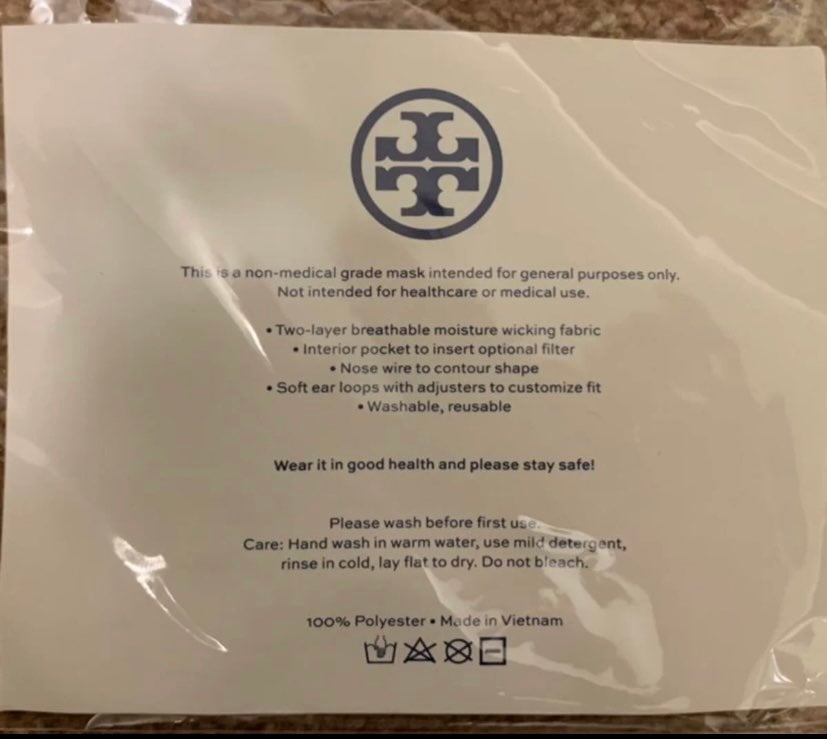 This is a non-medical grade mask intended for general purposes only.
Not intended for healthcare or medical use.
• Two-layer breathable moisture wicking fabric
• Interior pocket to insert optional filter
• Nose wire to contour shape
• Soft ear loops with adjusters to customize fit
• Washable, reusable
Wear it in good health and please stay safe!
Please wash before first use.
Care: Hand wash in warm water, use mild detergent,
rinse in cold, lay flat to dry. Do not bleach.
100% Polyester • Made in Vietnam